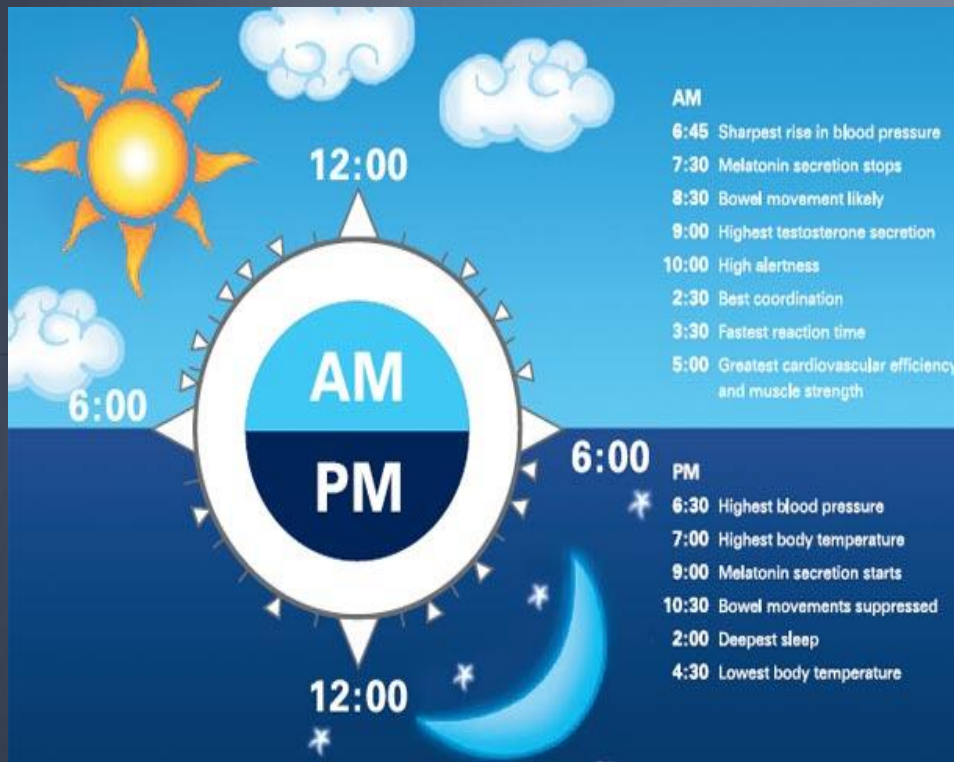 12:00
6:00
AM
PM
6:00
12:00
AM
6:45 Sharpest rise in blood pressure
7:30 Melatonin secretion stops
8:30 Bowel movement likely
9:00 Highest testosterone secretion
10:00 High alertness
2:30 Best coordination
3:30 Fastest reaction time
5:00 Greatest cardiovascular efficiency
and muscle strength
PM
6:30 Highest blood pressure
7:00 Highest body temperature
9:00 Melatonin secretion starts
10:30 Bowel movements suppressed
2:00 Deepest sleep
4:30 Lowest body temperature